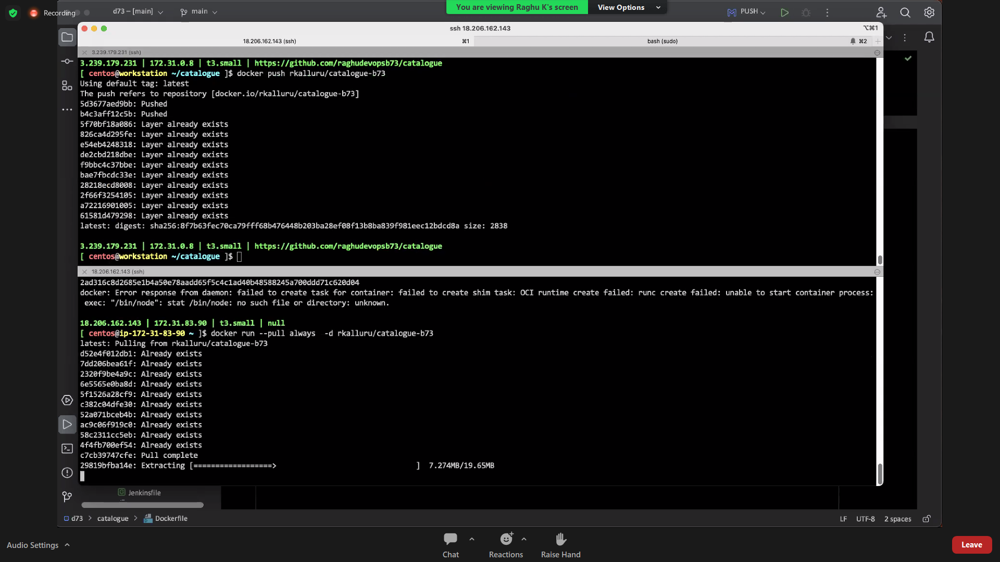 Recording
d73 – [main]
main
You are viewing Raghu K's screen
View Options
PUSH
ssh 18.206.162.143
⌥⌘1
18.206.162.143 (ssh)
⌘1
bash (sudo)
⌘2
3.239.179.231 (ssh)
3.239.179.231 | 172.31.0.8 | t3.small | https://github.com/raghudevopsb73/catalogue
[ centos@workstation ~/catalogue ]$ docker push rkalluru/catalogue-b73
Using default tag: latest
The push refers to repository [docker.io/rkalluru/catalogue-b73]
5d3677aed9bb: Pushed
b4c3aff12c5b: Pushed
5f70bf18a086: Layer already exists
826ca4d295fe: Layer already exists
e54eb4248318: Layer already exists
de2cbd218dbe: Layer already exists
f9bbc4c37bbe: Layer already exists
bae7fbcdc33e: Layer already exists
28218ecd8008: Layer already exists
2f66f3254105: Layer already exists
a72216901005: Layer already exists
61581d479298: Layer already exists
latest: digest: sha256:8f7b63fec70ca79fff68b476448b203ba28ef08f13b8ba839f981eec12bdcd8a size: 2838
3.239.179.231 | 172.31.0.8 | t3.small | https://github.com/raghudevopsb73/catalogue
[ centos@workstation ~/catalogue ]$
18.206.162.143 (ssh)
2ad316c8d2685e1b4a50e78aadd65f5c4c1ad40b48588245a700ddd71c620d04
docker: Error response from daemon: failed to create task for container: failed to create shim task: OCI runtime create failed: runc create failed: unable to start container process:
exec: "/bin/node": stat /bin/node: no such file or directory: unknown.
18.206.162.143 | 172.31.83.90 | t3.small | null
[ centos@ip-172-31-83-90 ~ ]$ docker run --pull always  -d rkalluru/catalogue-b73
latest: Pulling from rkalluru/catalogue-b73
d52e4f012db1: Already exists
7dd206bea61f: Already exists
2320f9be4a9c: Already exists
6e5565e0ba8d: Already exists
5f1526a28cf9: Already exists
c382c04dfe30: Already exists
52a071bceb4b: Already exists
ac9c06f919c0: Already exists
58c2311cc5eb: Already exists
4f4fb700ef54: Already exists
c7cb39747cfe: Pull complete
29819bfba14e: Extracting [==================>                                ]  7.274MB/19.65MB
Jenkinsfile
d73 > catalogue > Dockerfile
LF UTF-8 2 spaces
Audio Settings
Chat
Reactions
Raise Hand
Leave